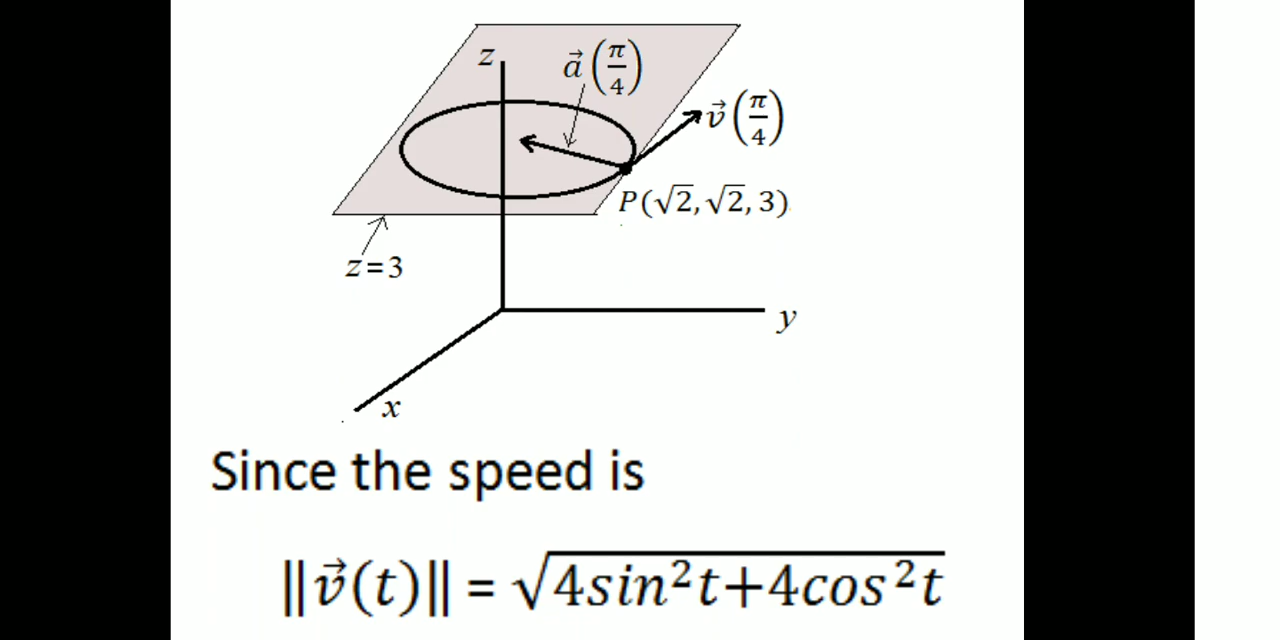 z
a⃗(π/4)
v⃗(π/4)
P(√2,√2,3)
z=3
y
x
Since the speed is
‖v⃗(t)‖ = √4sin²t+4cos²t